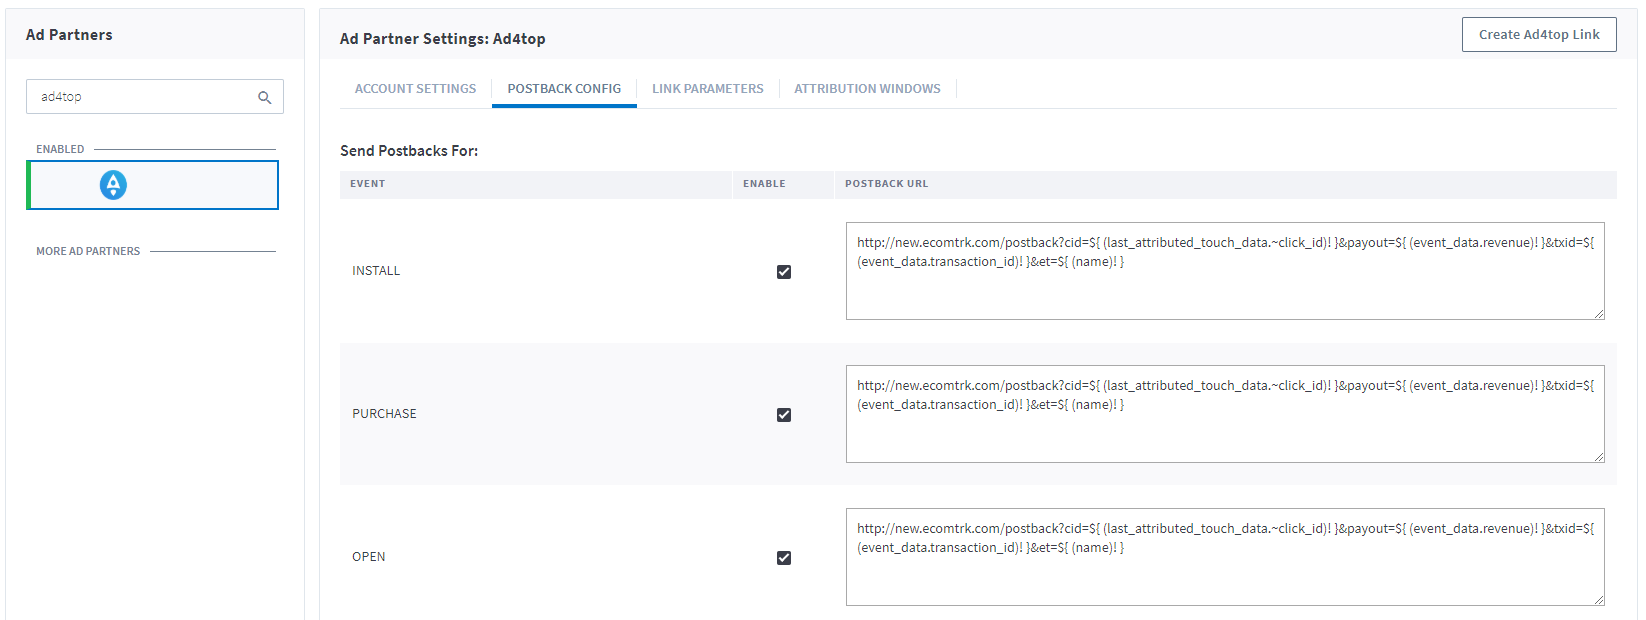 Ad Partners
ad4top
ENABLED
MORE AD PARTNERS
Ad Partner Settings: Ad4top
Create Ad4top Link
ACCOUNT SETTINGS
POSTBACK CONFIG
LINK PARAMETERS
ATTRIBUTION WINDOWS
Send Postbacks For:
EVENT
ENABLE
POSTBACK URL
INSTALL
http://new.ecomtrk.com/postback?cid=${ (last_attributed_touch_data.~click_id)! }&payout=${ (event_data.revenue)! }&txid=${
(event_data.transaction_id)! }&et=${ (name)! }
PURCHASE
http://new.ecomtrk.com/postback?cid=${ (last_attributed_touch_data.~click_id)! }&payout=${ (event_data.revenue)! }&txid=${
(event_data.transaction_id)! }&et=${ (name)! }
OPEN
http://new.ecomtrk.com/postback?cid=${ (last_attributed_touch_data.~click_id)! }&payout=${ (event_data.revenue)! }&txid=${
(event_data.transaction_id)! }&et=${ (name)! }